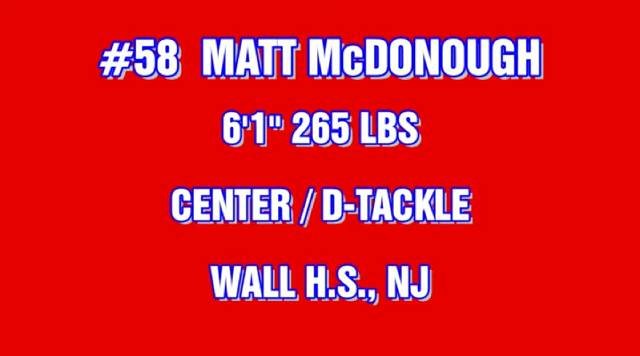 #58 MATT McDONOUGH
6'1" 265 LBS
CENTER / D-TACKLE
WALL H.S., NJ